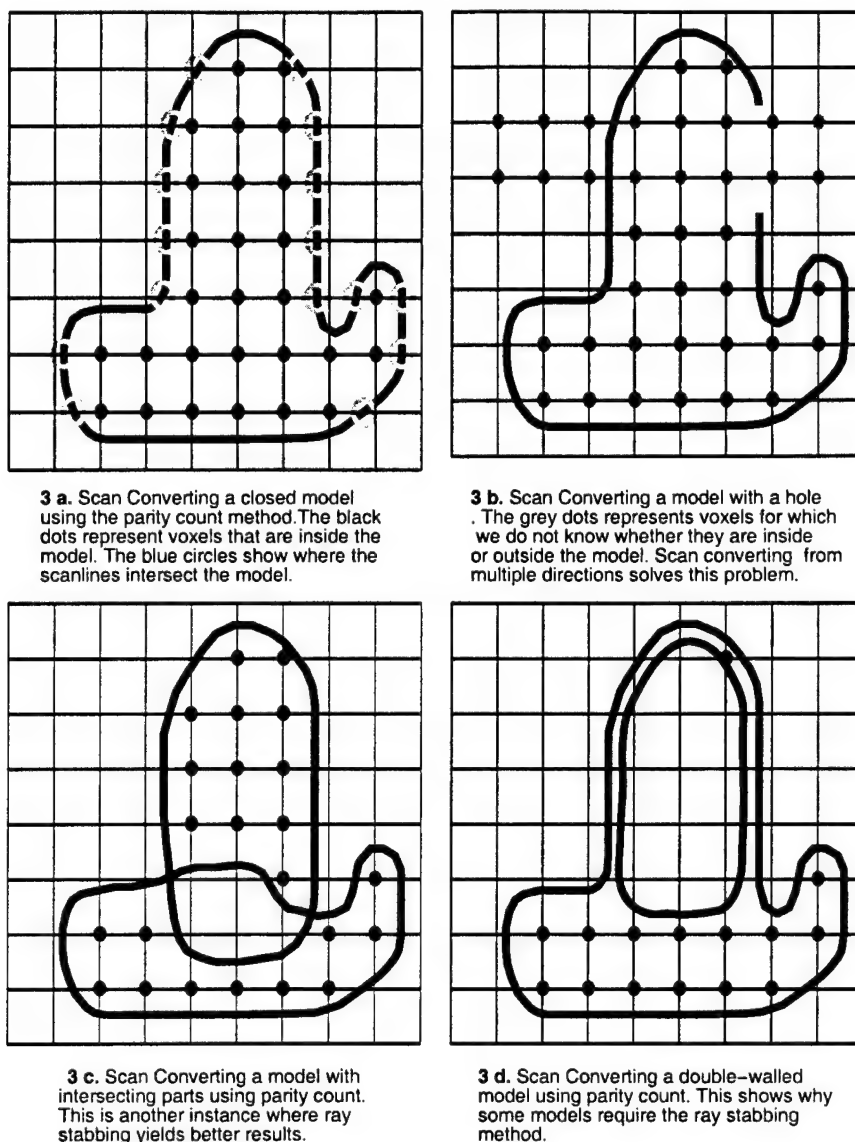 3 a. Scan Converting a closed model
using the parity count method.The black
dots represent voxels that are inside the
model. The blue circles show where the
scanlines intersect the model.
3 b. Scan Converting a model with a hole
. The grey dots represents voxels for which
we do not know whether they are inside
or outside the model. Scan converting from
multiple directions solves this problem.
3 c. Scan Converting a model with
intersecting parts using parity count.
This is another instance where ray
stabbing yields better results.
3 d. Scan Converting a double-walled
model using parity count. This shows why
some models require the ray stabbing
method.